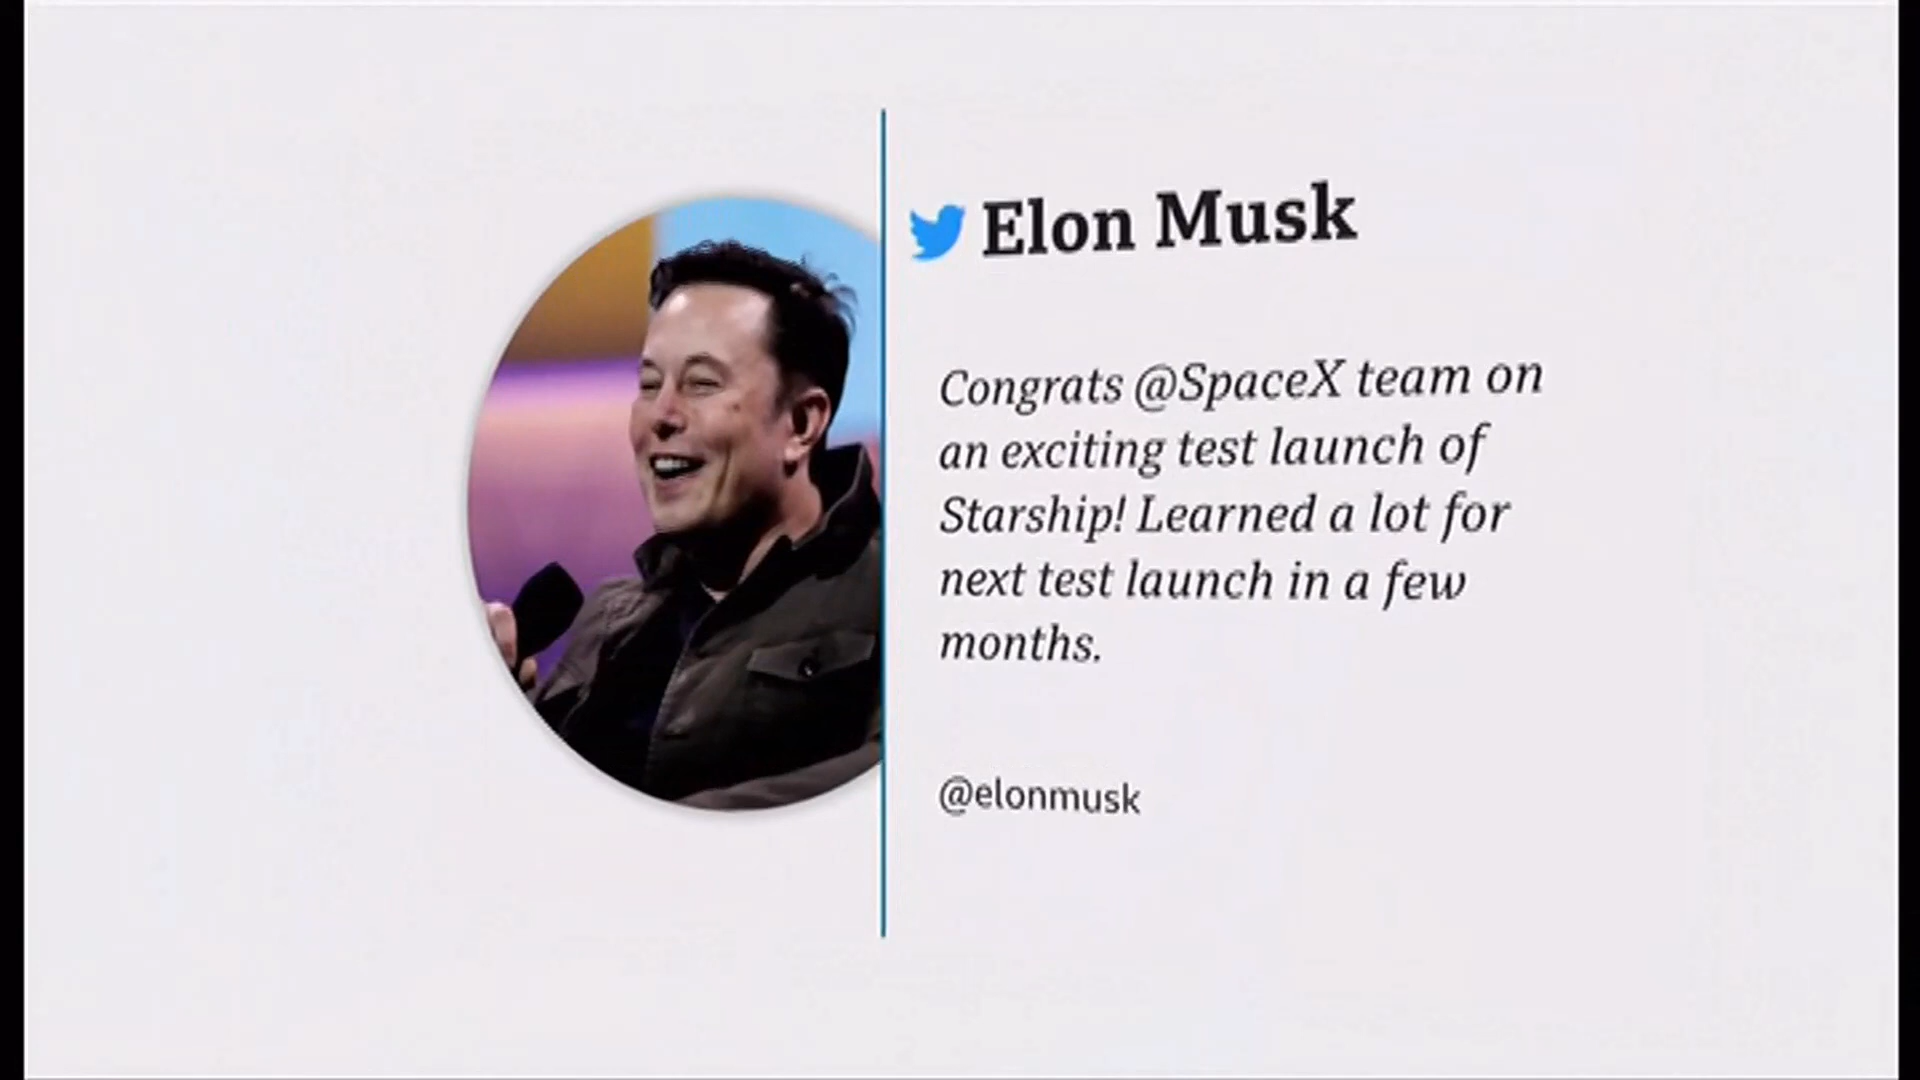 Elon Musk
Congrats @SpaceX team on
an exciting test launch of
Starship! Learned a lot for
next test launch in a few
months.
@elonmusk